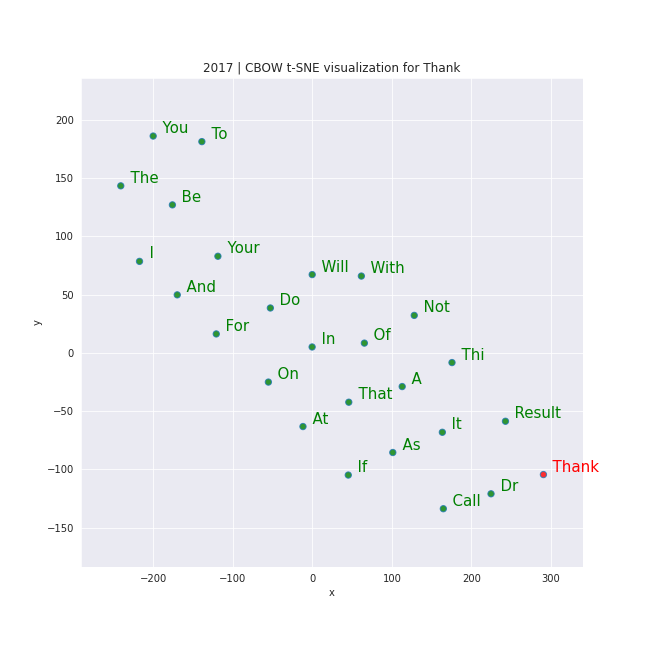 2017 | CBOW t-SNE visualization for Thank
200
150
100
50
0
−50
−100
−150
y
You
To
The
Be
I
Your
Will
With
And
Do
Not
For
In
Of
Thi
On
That
A
At
Result
It
As
If
Thank
Dr
Call
−200
−100
0
100
200
300
x